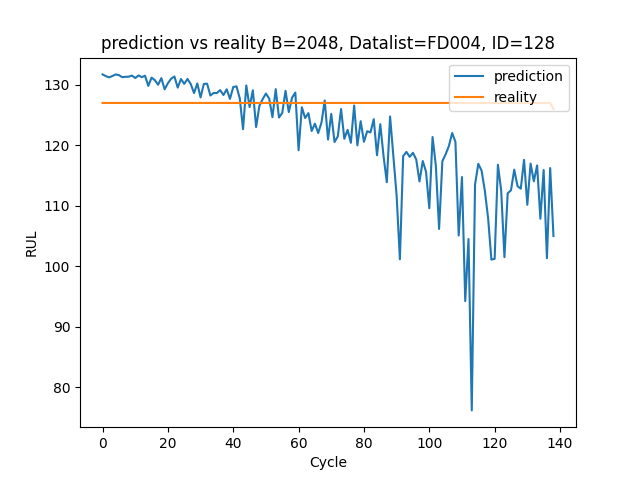 prediction vs reality B=2048, Datalist=FD004, ID=128
prediction
reality
130
120
110
100
90
80
RUL
0 20 40 60 80 100 120 140
Cycle